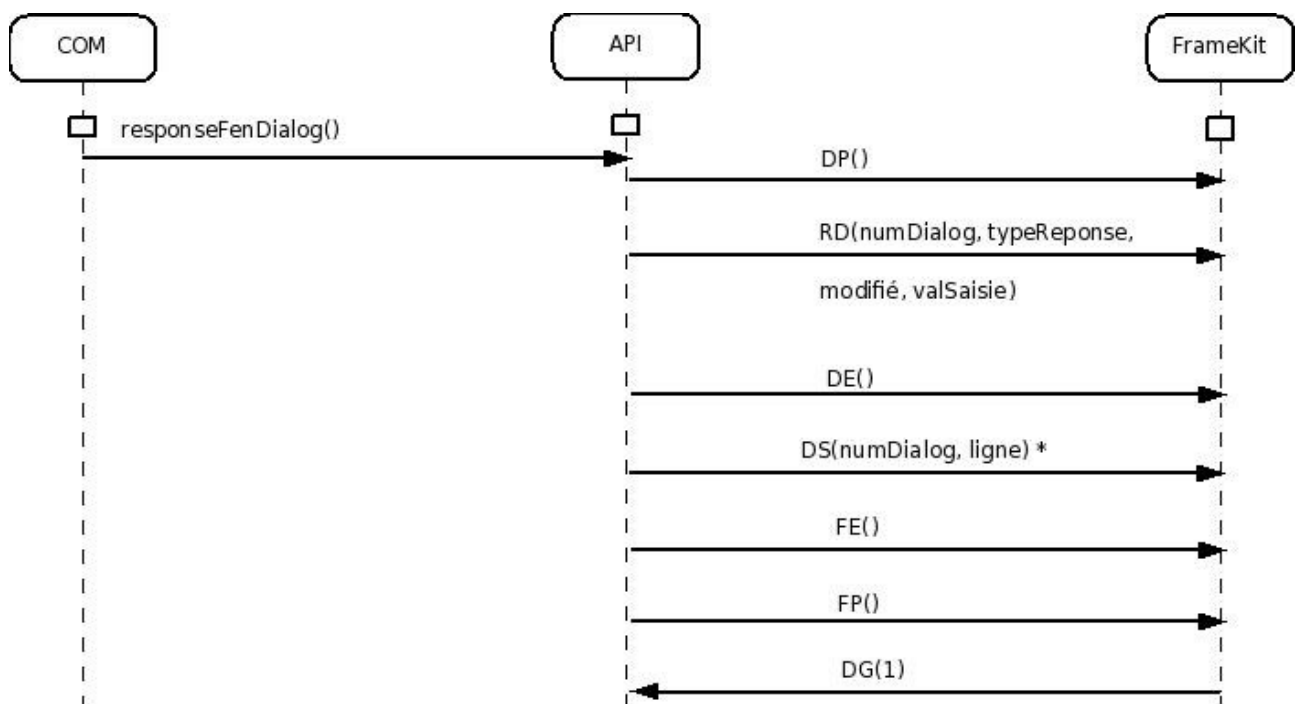 COM
API
FrameKit
responseFenDialog()
DP()
RD(numDialog, typeReponse,
modifié, valSaisie)
DE()
DS(numDialog, ligne) *
FE()
FP()
DG(1)